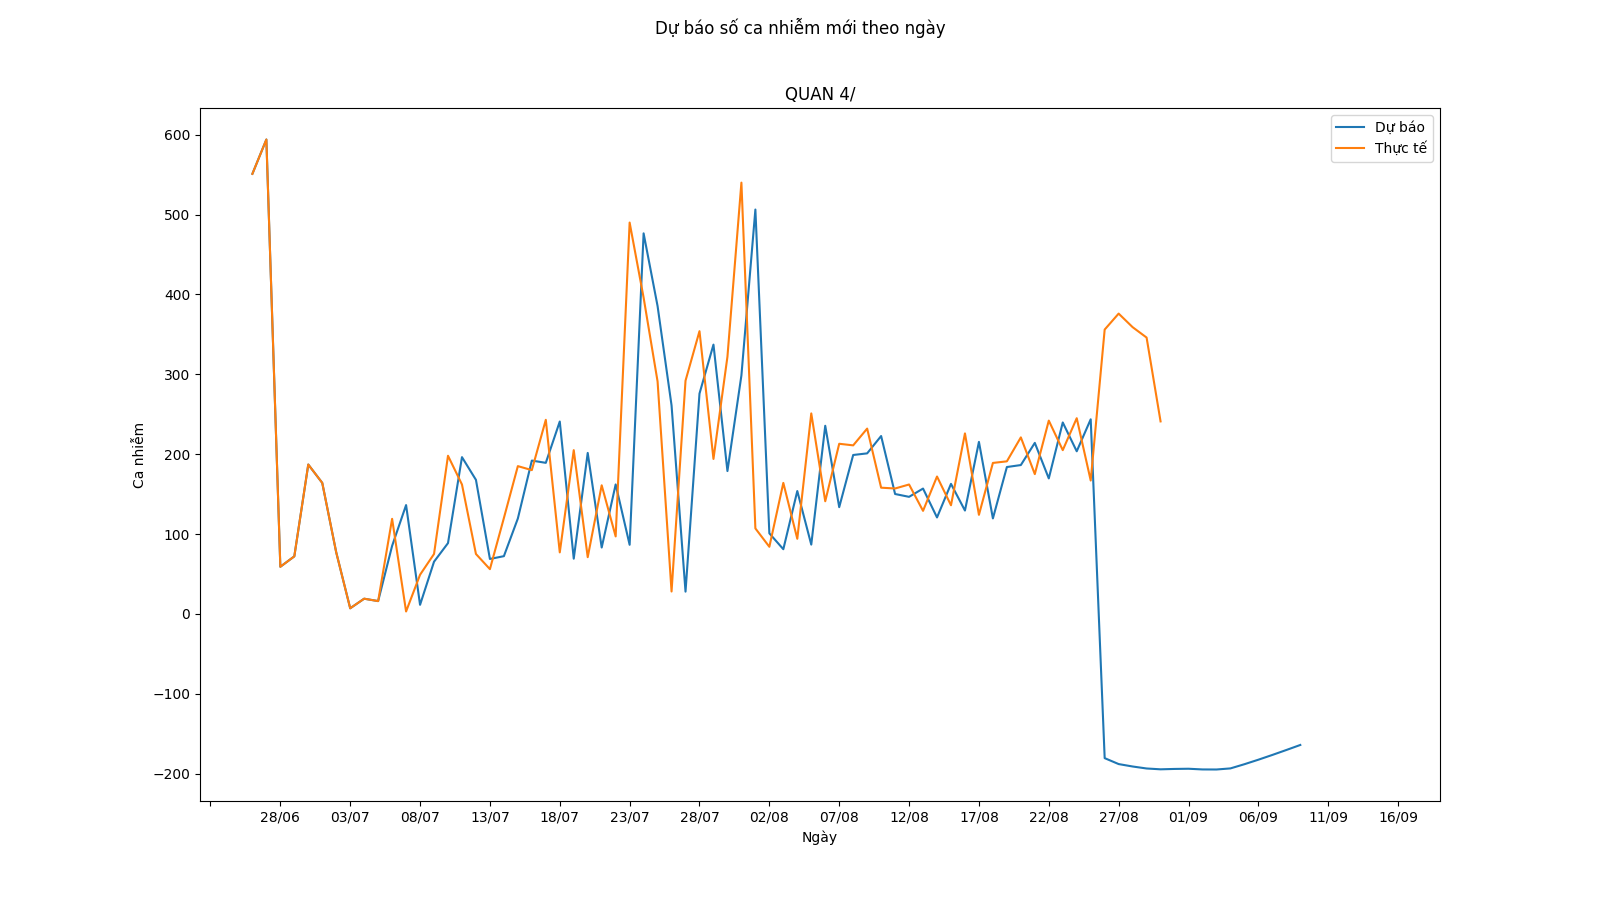 Dự báo số ca nhiễm mới theo ngày
QUAN 4/
Dự báo
Thực tế
600
500
400
300
200
100
0
−100
−200
Ca nhiễm
28/06 03/07 08/07 13/07 18/07 23/07 28/07 02/08 07/08 12/08 17/08 22/08 27/08 01/09 06/09 11/09 16/09
Ngày